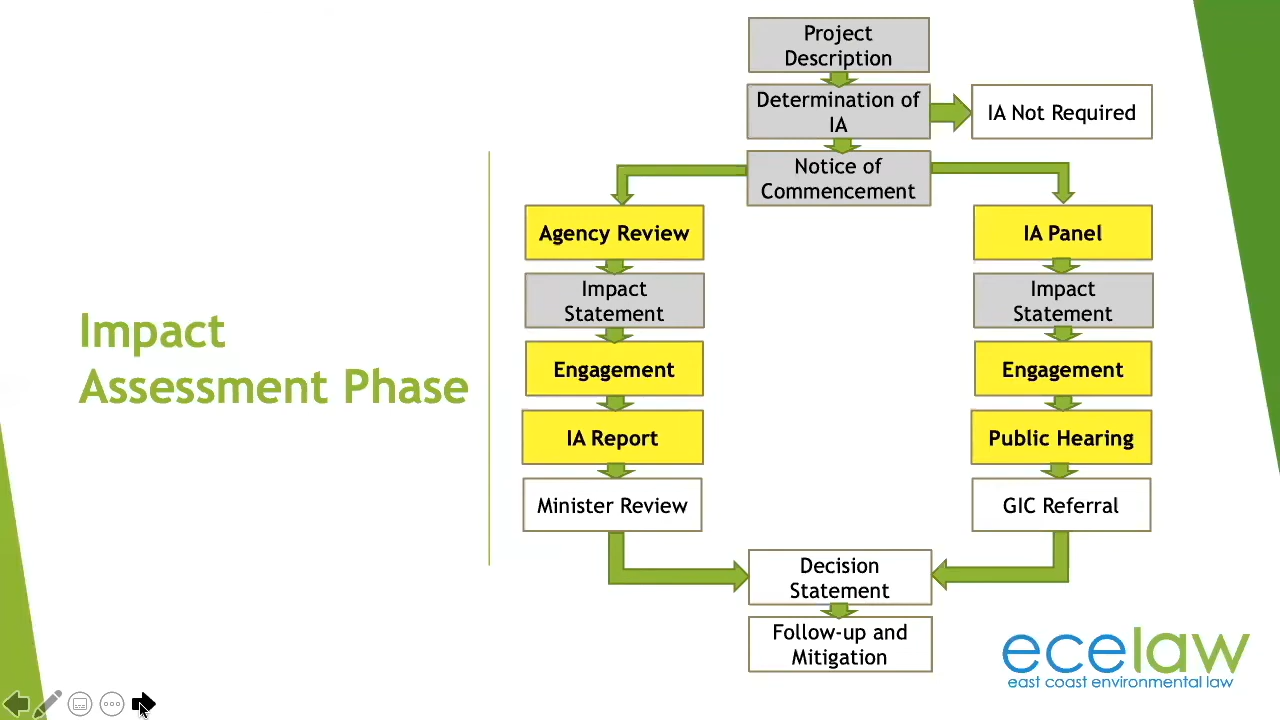 Project
Description
Determination of
IA
IA Not Required
Notice of
Commencement
Agency Review
IA Panel
Impact
Statement
Impact
Statement
Impact
Assessment Phase
Engagement
Engagement
IA Report
Public Hearing
Minister Review
GIC Referral
Decision
Statement
Follow-up and
Mitigation
ecelaw
east coast environmental law